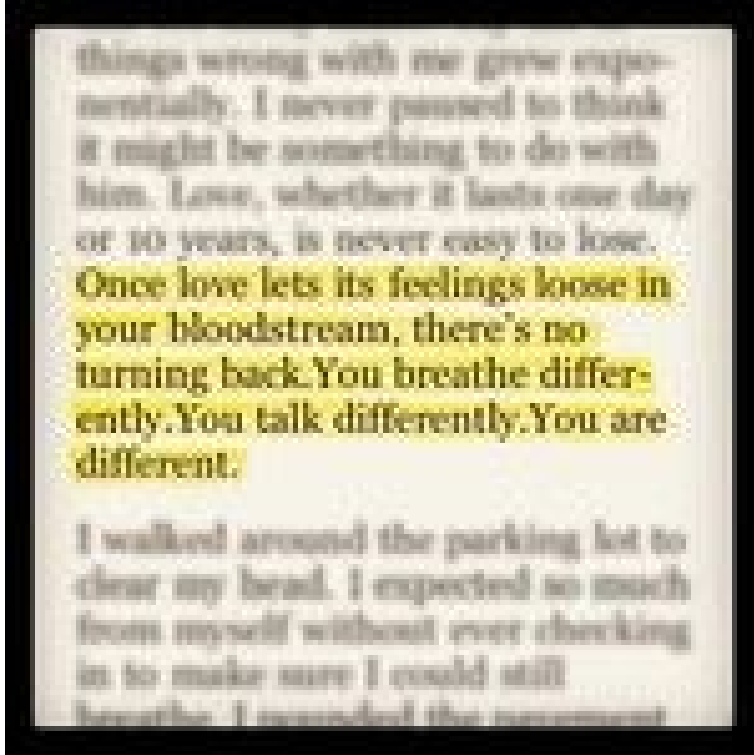 things wrong with me grew expo-
nentially. I never paused to think
it might be something to do with
him. Love, whether it lasts one day
or 10 years, is never easy to lose.
Once love lets its feelings loose in
your bloodstream, there's no
turning back.You breathe differ-
ently.You talk differently.You are
different.
I walked around the parking lot to
clear my head. I expected so much
from myself without ever checking
in to make sure I could still
breathe. I pounded the pavement